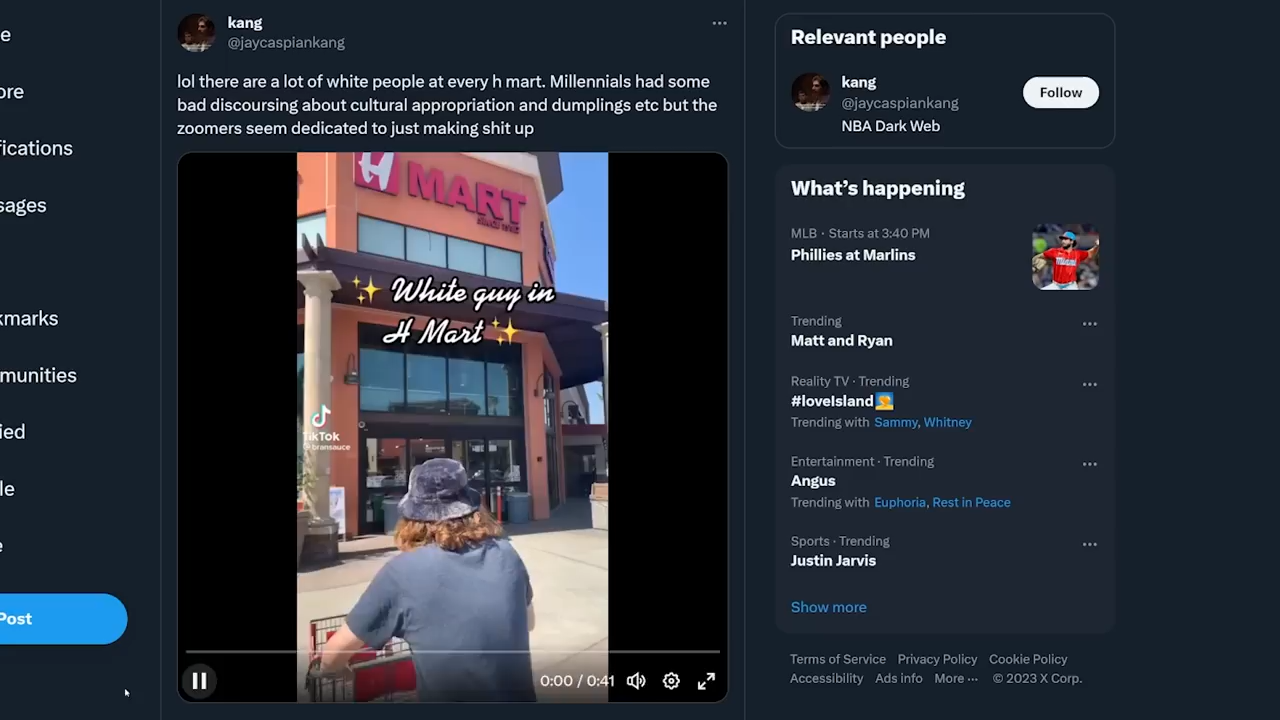 e
ore
fications
sages
kmarks
munities
ied
le
e
Post
kang
@jaycaspiankang
lol there are a lot of white people at every h mart. Millennials had some
bad discoursing about cultural appropriation and dumplings etc but the
zoomers seem dedicated to just making shit up
H MART
✨ White guy in
H Mart ✨
TikTok
@bransauce
0:00 / 0:41
Relevant people
kang
@jaycaspiankang
Follow
NBA Dark Web
What's happening
MLB · Starts at 3:40 PM
Phillies at Marlins
Trending
Matt and Ryan
Reality TV · Trending
#loveIsland
Trending with Sammy, Whitney
Entertainment · Trending
Angus
Trending with Euphoria, Rest in Peace
Sports · Trending
Justin Jarvis
Show more
Terms of Service Privacy Policy Cookie Policy
Accessibility Ads info More ··· © 2023 X Corp.